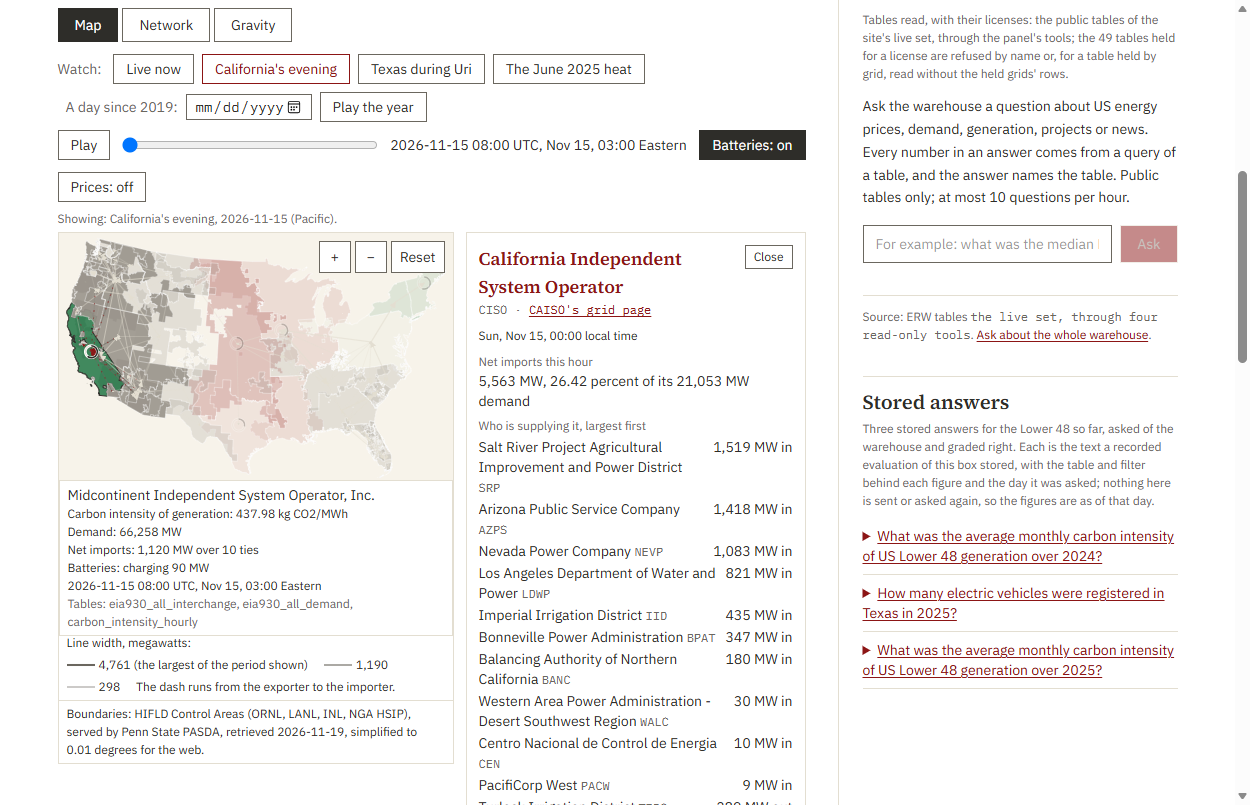 Map
Network
Gravity
Watch:
Live now
California's evening
Texas during Uri
The June 2025 heat
A day since 2019:
mm/dd/yyyy
Play the year
Play
2026-11-15 08:00 UTC, Nov 15, 03:00 Eastern
Batteries: on
Prices: off
Showing: California's evening, 2026-11-15 (Pacific).
+
−
Reset
Midcontinent Independent System Operator, Inc.
Carbon intensity of generation: 437.98 kg CO2/MWh
Demand: 66,258 MW
Net imports: 1,120 MW over 10 ties
Batteries: charging 90 MW
2026-11-15 08:00 UTC, Nov 15, 03:00 Eastern
Tables: eia930_all_interchange, eia930_all_demand,
carbon_intensity_hourly
Line width, megawatts:
4,761 (the largest of the period shown)
1,190
298
The dash runs from the exporter to the importer.
Boundaries: HIFLD Control Areas (ORNL, LANL, INL, NGA HSIP),
served by Penn State PASDA, retrieved 2026-11-19, simplified to
0.01 degrees for the web.
California Independent
System Operator
Close
CISO · CAISO's grid page
Sun, Nov 15, 00:00 local time
Net imports this hour
5,563 MW, 26.42 percent of its 21,053 MW
demand
Who is supplying it, largest first
Salt River Project Agricultural
Improvement and Power District
SRP
1,519 MW in
Arizona Public Service Company
AZPS
1,418 MW in
Nevada Power Company NEVP
1,083 MW in
Los Angeles Department of Water and
Power LDWP
821 MW in
Imperial Irrigation District IID
435 MW in
Bonneville Power Administration BPAT
347 MW in
Balancing Authority of Northern
California BANC
180 MW in
Western Area Power Administration -
Desert Southwest Region WALC
30 MW in
Centro Nacional de Control de Energia
CEN
10 MW in
PacifiCorp West PACW
9 MW in
Tables read, with their licenses: the public tables of the
site's live set, through the panel's tools; the 49 tables held
for a license are refused by name or, for a table held by
grid, read without the held grids' rows.
Ask the warehouse a question about US energy
prices, demand, generation, projects or news.
Every number in an answer comes from a query of
a table, and the answer names the table. Public
tables only; at most 10 questions per hour.
For example: what was the median
Ask
Source: ERW tables the live set, through four
read-only tools. Ask about the whole warehouse.
Stored answers
Three stored answers for the Lower 48 so far, asked of the
warehouse and graded right. Each is the text a recorded
evaluation of this box stored, with the table and filter
behind each figure and the day it was asked; nothing here
is sent or asked again, so the figures are as of that day.
What was the average monthly carbon intensity
of US Lower 48 generation over 2024?
How many electric vehicles were registered in
Texas in 2025?
What was the average monthly carbon intensity
of US Lower 48 generation over 2025?